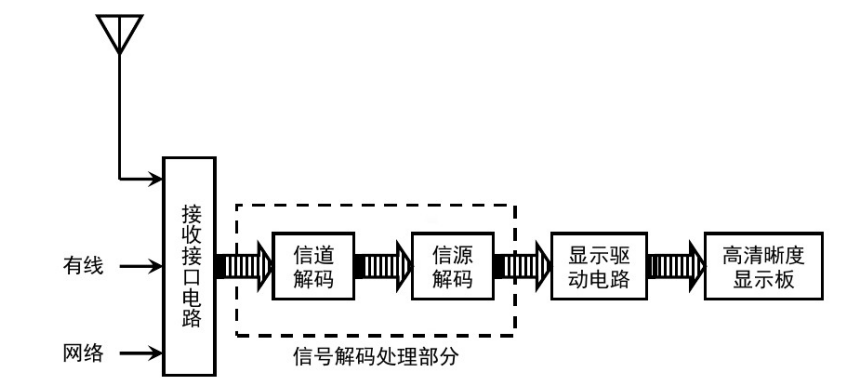 有线
网络
接收接口电路
信道
解码
信源
解码
显示驱
动电路
高清晰度
显示板
信号解码处理部分